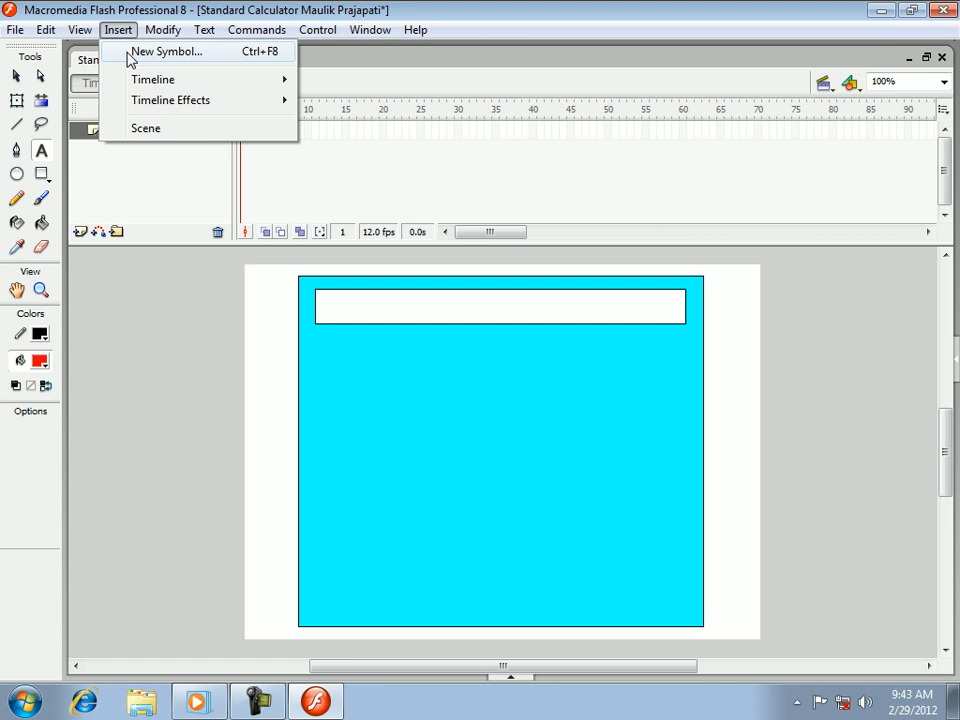 Macromedia Flash Professional 8 - [Standard Calculator Maulik Prajapati*]
File Edit View Insert Modify Text Commands Control Window Help
Tools
New Symbol... Ctrl+F8
Timeline
Timeline Effects
Scene
100%
10 15 20 25 30 35 40 45 50 55 60 65 70 75 80 85 90
1 12.0 fps 0.0s
View
Colors
Options
9:43 AM
2/29/2012